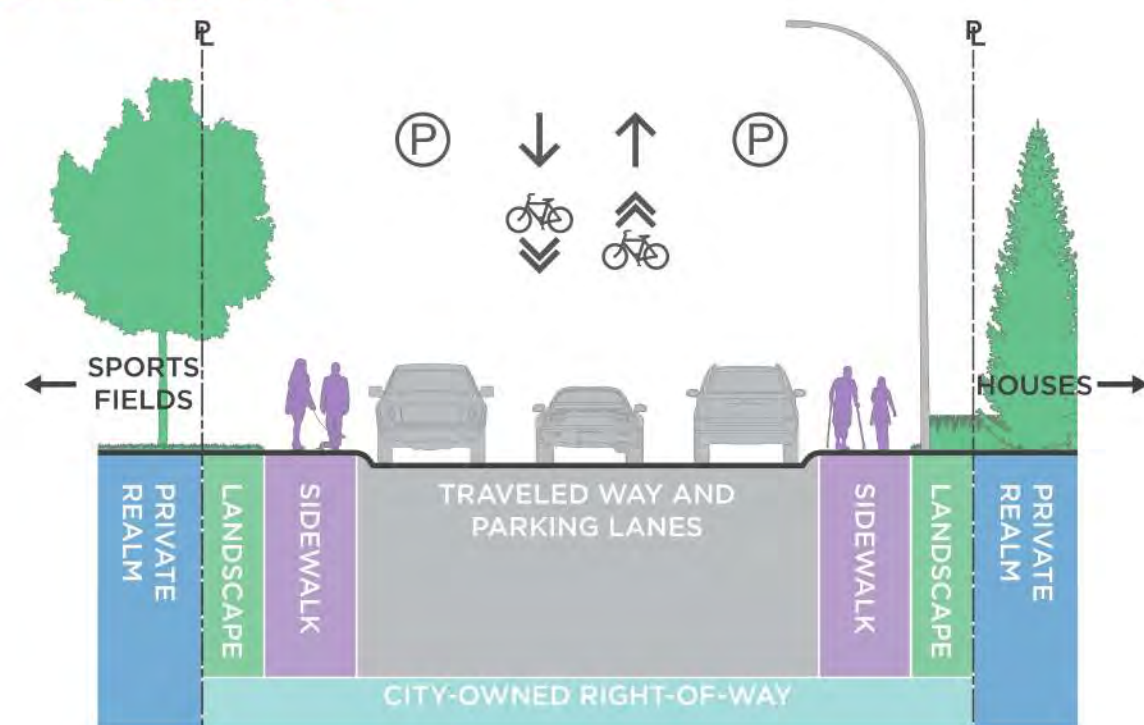 PL
PL
P
P
SPORTS
FIELDS
HOUSES
PRIVATE
REALM
LANDSCAPE
SIDEWALK
TRAVELED WAY AND
PARKING LANES
SIDEWALK
LANDSCAPE
PRIVATE
REALM
CITY-OWNED RIGHT-OF-WAY